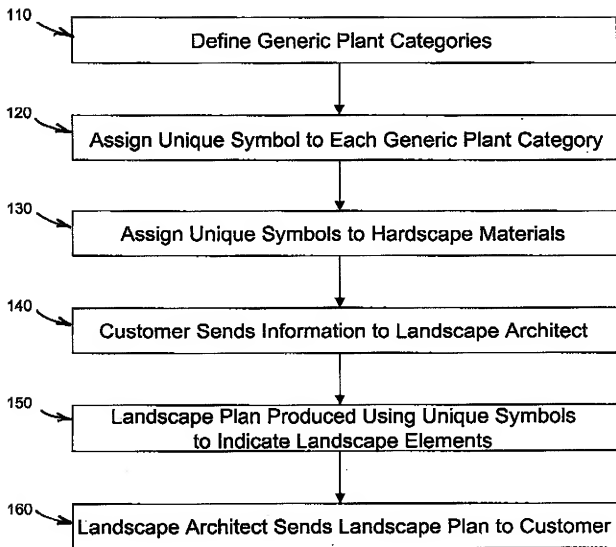 110
Define Generic Plant Categories
120
Assign Unique Symbol to Each Generic Plant Category
130
Assign Unique Symbols to Hardscape Materials
140
Customer Sends Information to Landscape Architect
150
Landscape Plan Produced Using Unique Symbols
to Indicate Landscape Elements
160
Landscape Architect Sends Landscape Plan to Customer